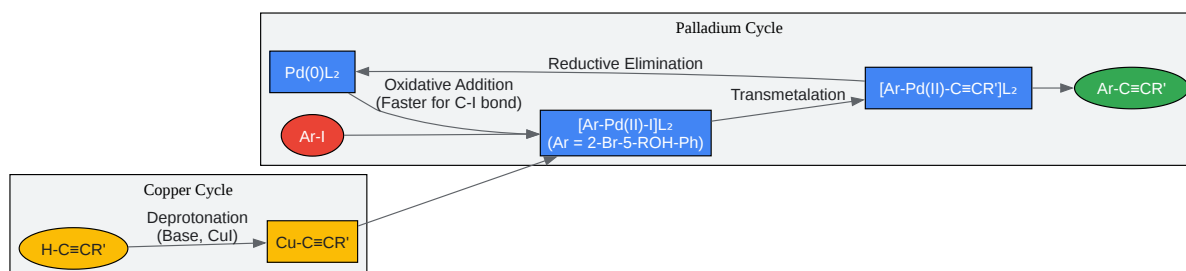 Palladium Cycle
Pd(0)L₂
Reductive Elimination
Oxidative Addition
(Faster for C-I bond)
Ar-I
[Ar-Pd(II)-I]L₂
(Ar = 2-Br-5-ROH-Ph)
Transmetalation
[Ar-Pd(II)-C≡CR']L₂
Ar-C≡CR'
Copper Cycle
H-C≡CR'
Deprotonation
(Base, CuI)
Cu-C≡CR'